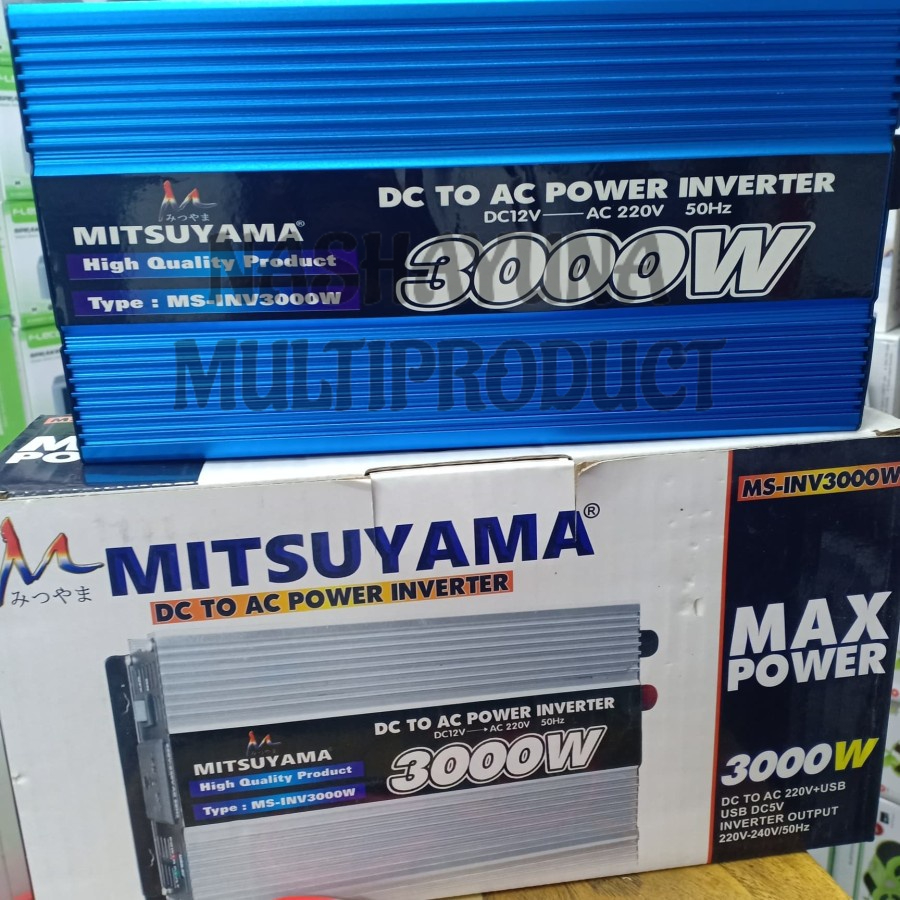 DC TO AC POWER INVERTER
DC12V AC 220V 50Hz
3000W
みつやま
MITSUYAMA®
High Quality Product
Type : MS-INV3000W
NASHAYUNA
MULTIPRODUCT
MITSUYAMA®
みつやま
DC TO AC POWER INVERTER
DC TO AC POWER INVERTER
DC12V AC 220V 50Hz
3000W
MITSUYAMA
High Quality Product
Type : MS-INV3000W
MS-INV3000W
MAX
POWER
3000W
DC TO AC 220V+USB
USB DC5V
INVERTER OUTPUT
220V-240V/50Hz